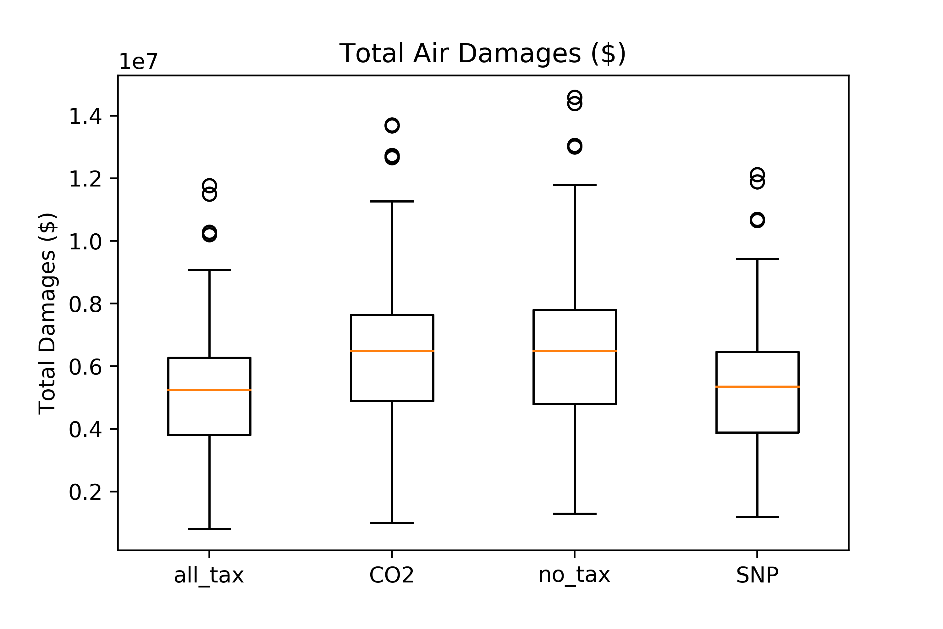 Total Air Damages ($)
1e7
1.4
1.2
1.0
0.8
0.6
0.4
0.2
Total Damages ($)
all_tax CO2 no_tax SNP